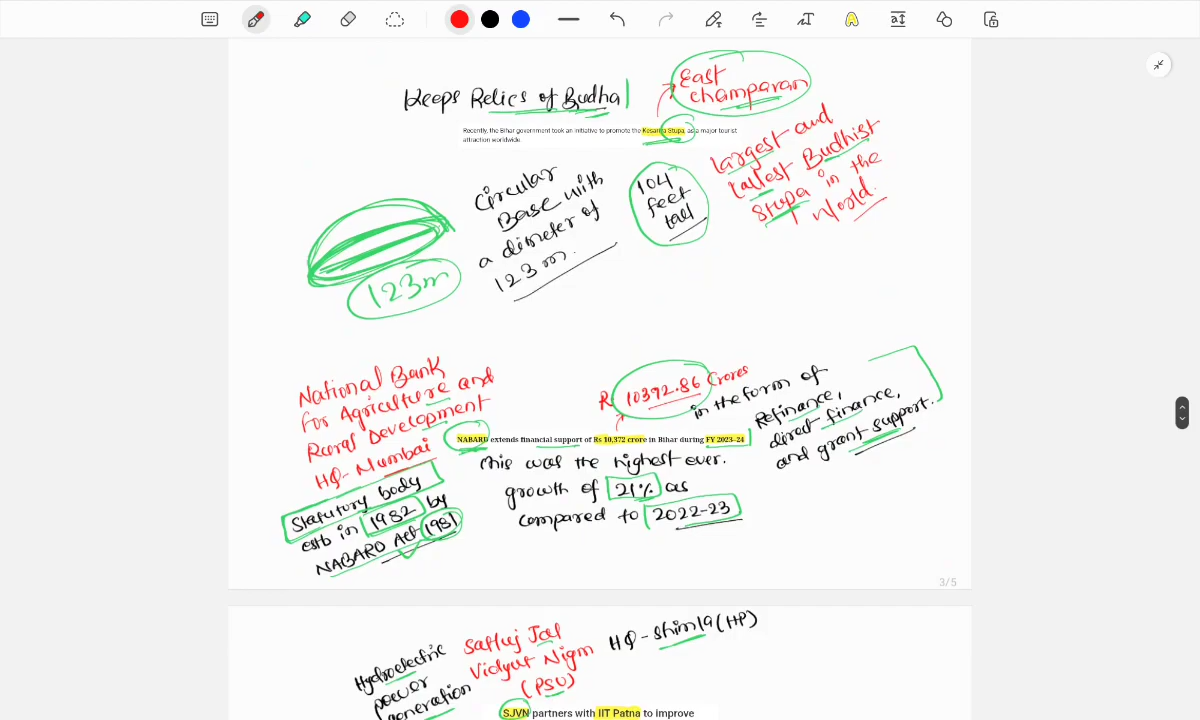 Keeps Relics of Budha
East
champaran
Recently, the Bihar government took an initiative to promote the Kesariya Stupa, as a major tourist
attraction worldwide.
largest and
tallest Budhist
Stupa in the
World.
Circular
Base with
a diameter of
123 m.
104
feet
tall
123m
National Bank
for Agriculture and
Rural Development
HQ- Mumbai
Statutory body
estb in 1982 by
NABARD Act 1981
R 10392.86 Crores
in the form of
Refinance,
direct finance,
and grant support.
NABARD extends financial support of Rs 10,372 crore in Bihar during FY 2023–24
this was the highest ever.
growth of 21% as
compared to 2022-23
3/5
Hydroelectric
power
generation
Satluj Jal
Vidyut Nigm
(PSU)
HQ - Shimla (HP)
SJVN partners with IIT Patna to improve